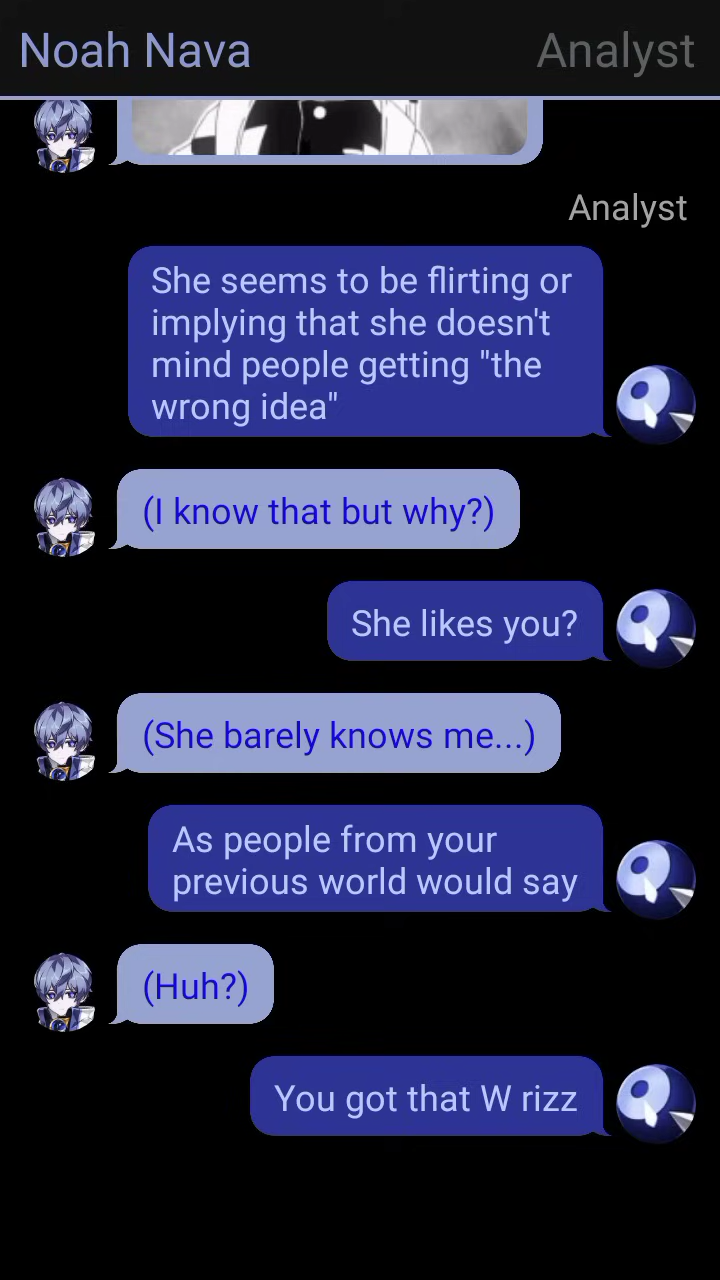 Noah Nava
Analyst
Analyst
She seems to be flirting or
implying that she doesn't
mind people getting "the
wrong idea"
(I know that but why?)
She likes you?
(She barely knows me...)
As people from your
previous world would say
(Huh?)
You got that W rizz